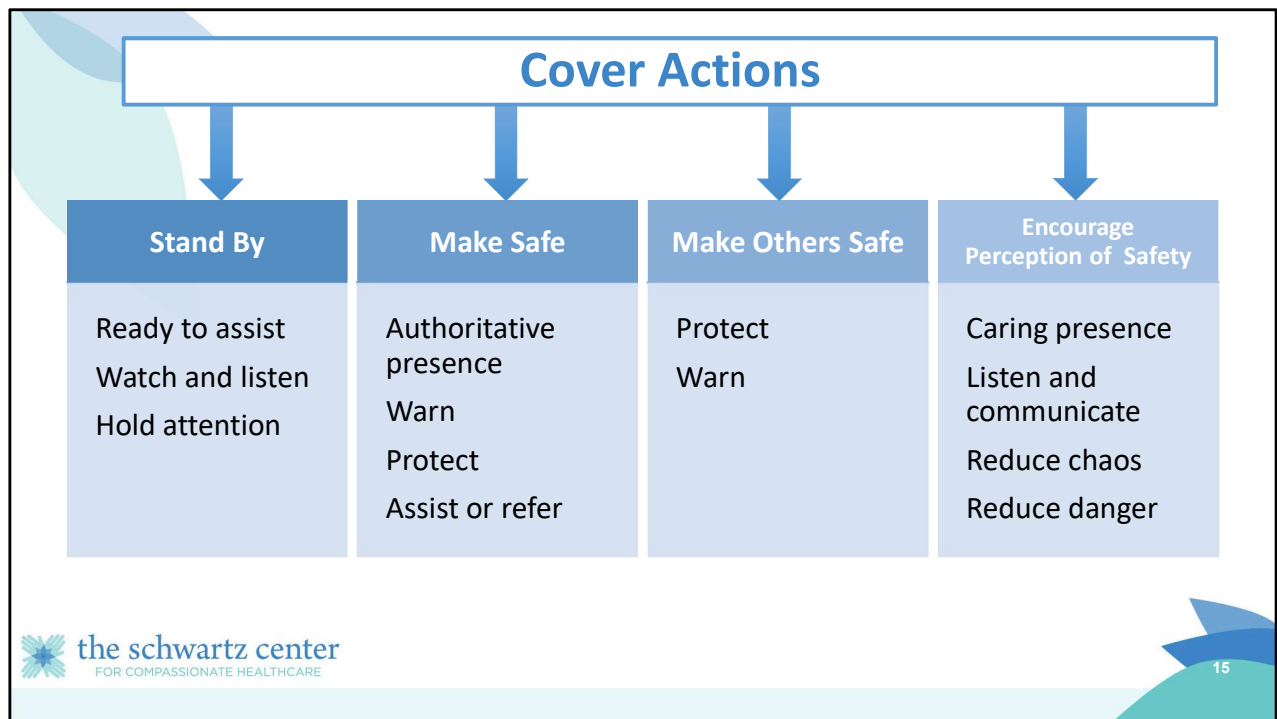 Cover Actions
Stand By
Ready to assist
Watch and listen
Hold attention
Make Safe
Authoritative
presence
Warn
Protect
Assist or refer
Make Others Safe
Protect
Warn
Encourage
Perception of Safety
Caring presence
Listen and
communicate
Reduce chaos
Reduce danger
the schwartz center
FOR COMPASSIONATE HEALTHCARE
15